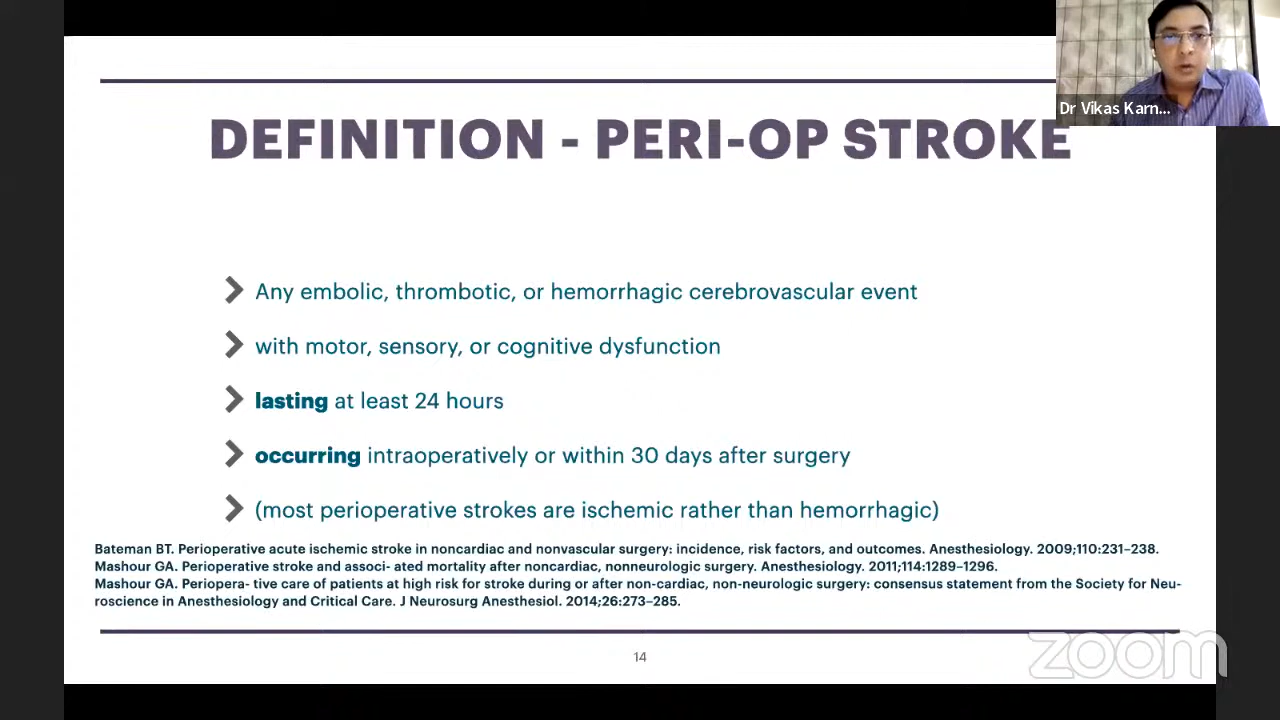 Dr Vikas Karn...
DEFINITION - PERI-OP STROKE
Any embolic, thrombotic, or hemorrhagic cerebrovascular event
with motor, sensory, or cognitive dysfunction
lasting at least 24 hours
occurring intraoperatively or within 30 days after surgery
(most perioperative strokes are ischemic rather than hemorrhagic)
Bateman BT. Perioperative acute ischemic stroke in noncardiac and nonvascular surgery: incidence, risk factors, and outcomes. Anesthesiology. 2009;110:231–238.
Mashour GA. Perioperative stroke and associ- ated mortality after noncardiac, nonneurologic surgery. Anesthesiology. 2011;114:1289–1296.
Mashour GA. Periopera- tive care of patients at high risk for stroke during or after non-cardiac, non-neurologic surgery: consensus statement from the Society for Neu-
roscience in Anesthesiology and Critical Care. J Neurosurg Anesthesiol. 2014;26:273–285.
14
zoom